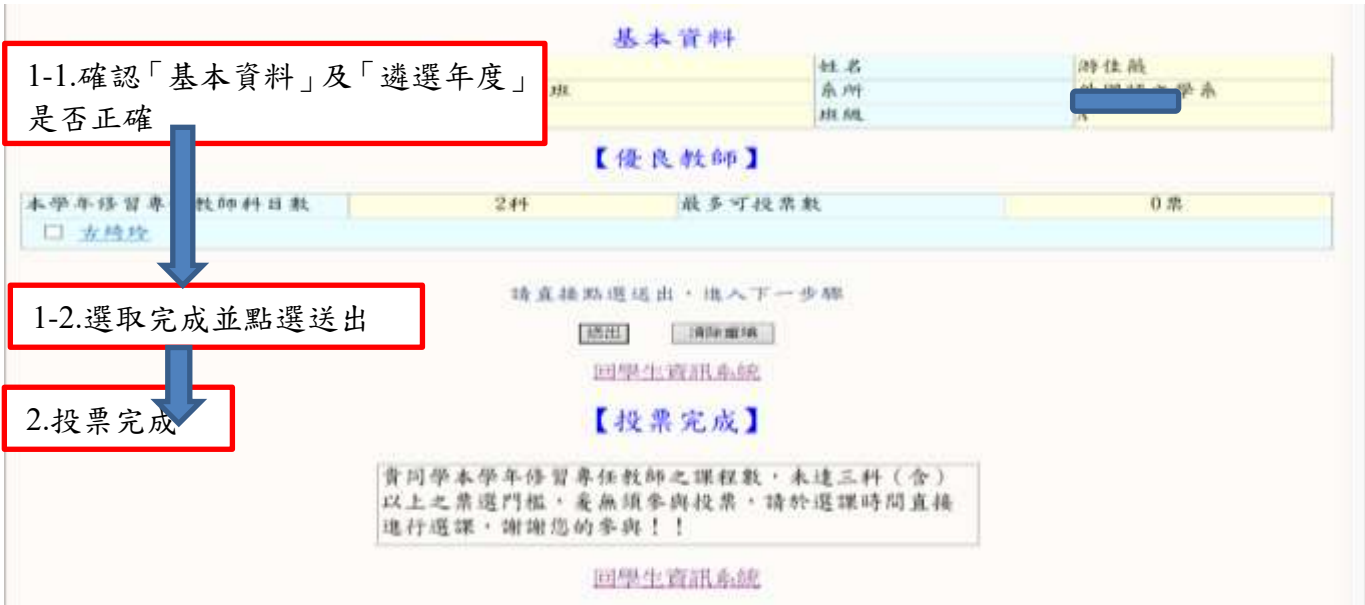 基本資料
1-1.確認「基本資料」及「遴選年度」
是否正確
班
姓名
系所
學系
班級
【優良教師】
本學年修習專 教師科目數 2科 最多可投票數 0票
請直接點選送出,進入下一步驟
1-2.選取完成並點選送出
送出 清除重填
回學生資訊系統
2.投票完成
【投票完成】
貴同學本學年修習專任教師之課程數,未達三科(含)
以上之票選門檻,爰無須參與投票,請於選課時間直接
進行選課,謝謝您的參與!!
回學生資訊系統